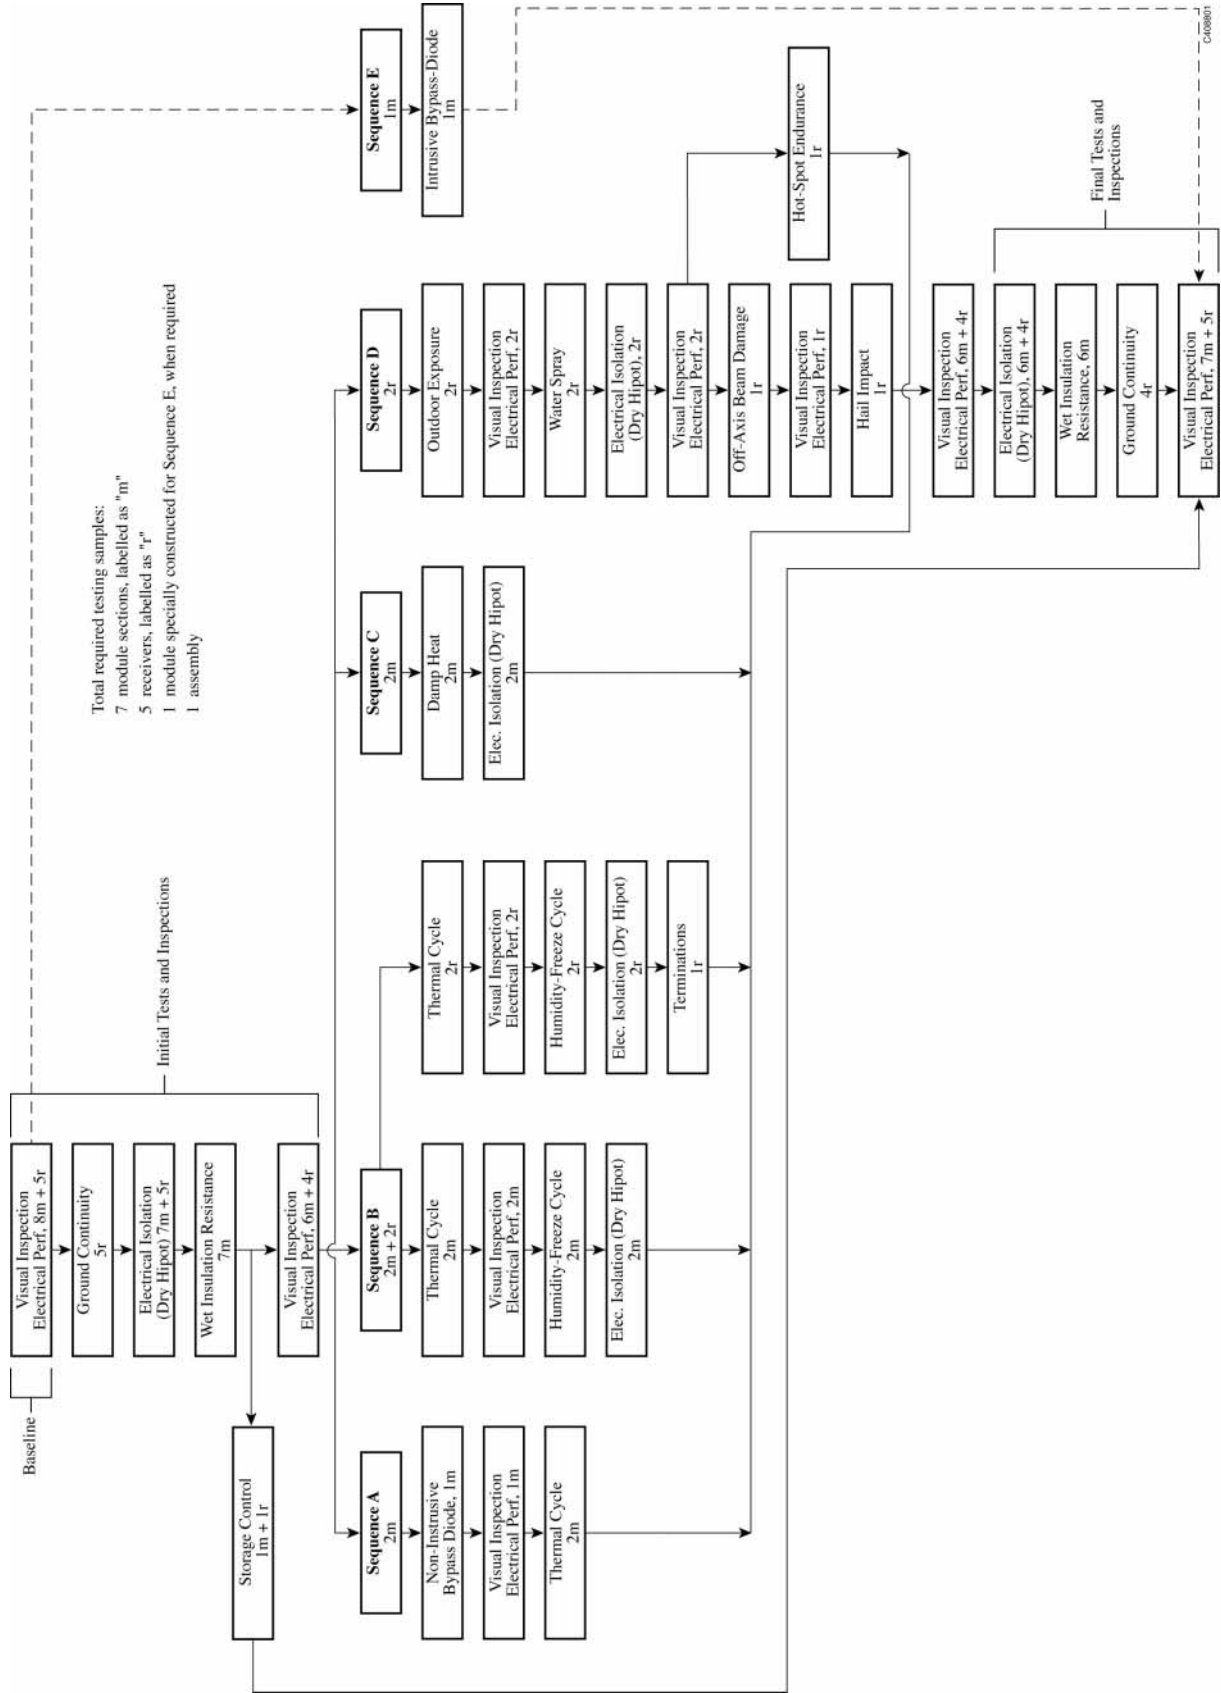 Total required testing samples:
7 module sections, labelled as "m"
5 receivers, labelled as "r"
1 module specially constructed for Sequence E, when required
1 assembly
Baseline
Visual Inspection
Electrical Perf, 8m + 5r
Ground Continuity
5r
Electrical Isolation
(Dry Hipot) 7m + 5r
Wet Insulation Resistance
7m
Visual Inspection
Electrical Perf, 6m + 4r
Initial Tests and Inspections
Storage Control
1m + 1r
Sequence A
2m
Non-Instrusive
Bypass Diode, 1m
Visual Inspection
Electrical Perf, 1m
Thermal Cycle
2m
Sequence B
2m + 2r
Thermal Cycle
2m
Visual Inspection
Electrical Perf, 2m
Humidity-Freeze Cycle
2m
Elec. Isolation (Dry Hipot)
2m
Thermal Cycle
2r
Visual Inspection
Electrical Perf, 2r
Humidity-Freeze Cycle
2r
Elec. Isolation (Dry Hipot)
2r
Terminations
1r
Sequence C
2m
Damp Heat
2m
Elec. Isolation (Dry Hipot)
2m
Sequence D
2r
Outdoor Exposure
2r
Visual Inspection
Electrical Perf, 2r
Water Spray
2r
Electrical Isolation
(Dry Hipot), 2r
Visual Inspection
Electrical Perf, 2r
Off-Axis Beam Damage
1r
Visual Inspection
Electrical Perf, 1r
Hail Impact
1r
Hot-Spot Endurance
1r
Sequence E
1m
Intrusive Bypass-Diode
1m
Visual Inspection
Electrical Perf, 6m + 4r
Electrical Isolation
(Dry Hipot), 6m + 4r
Wet Insulation
Resistance, 6m
Ground Continuity
4r
Visual Inspection
Electrical Perf, 7m + 5r
Final Tests and
Inspections
C408801